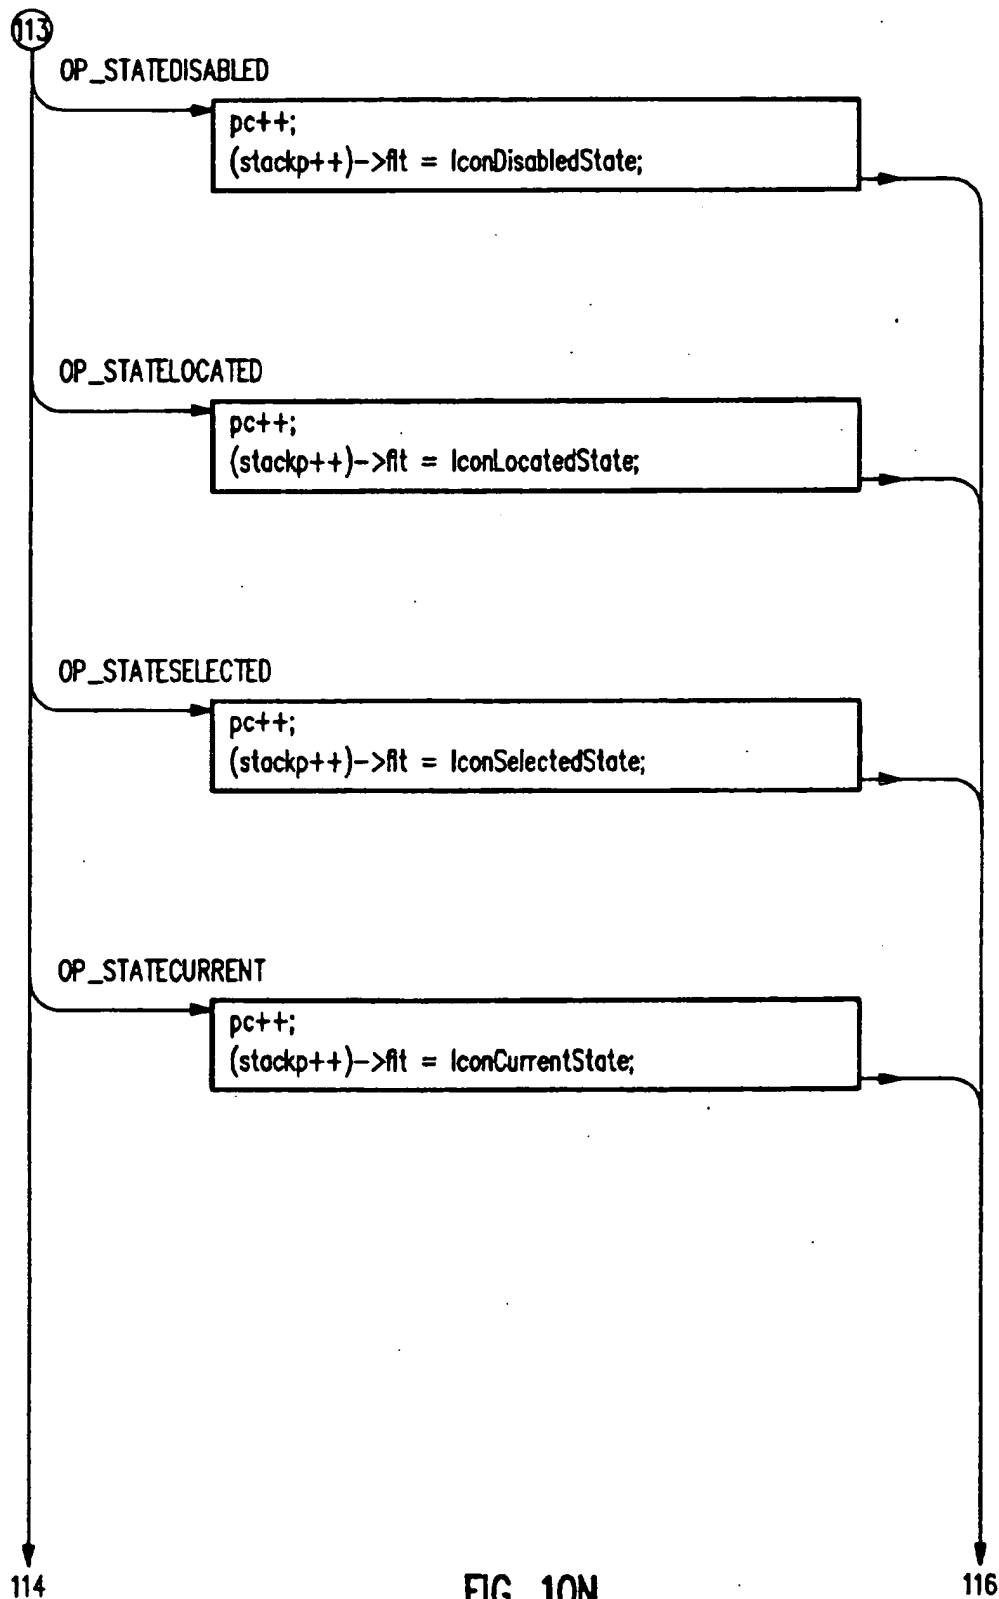 113
OP_STATEDISABLED
pc++;
(stackp++)->flt = IconDisabledState;
OP_STATELOCATED
pc++;
(stackp++)->flt = IconLocatedState;
OP_STATESELECTED
pc++;
(stackp++)->flt = IconSelectedState;
OP_STATECURRENT
pc++;
(stackp++)->flt = IconCurrentState;
114
FIG. 10N
116